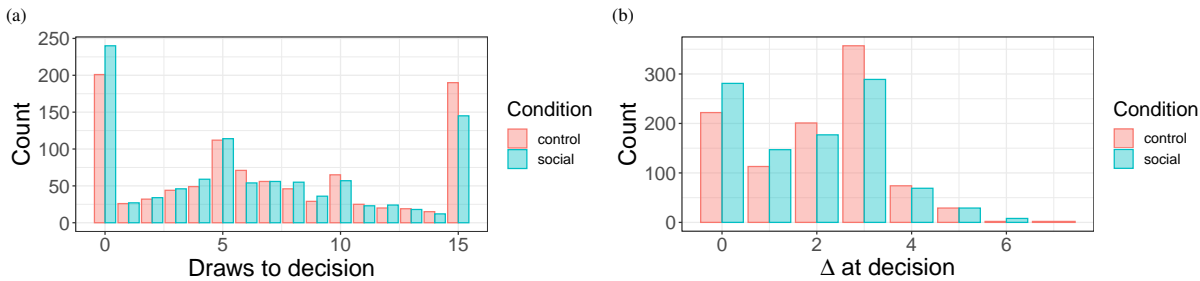 (a)
250
200
150
100
50
0
Count
0 5 10 15
Draws to decision
Condition
control
social
(b)
300
200
100
0
Count
0 2 4 6
Δ at decision
Condition
control
social